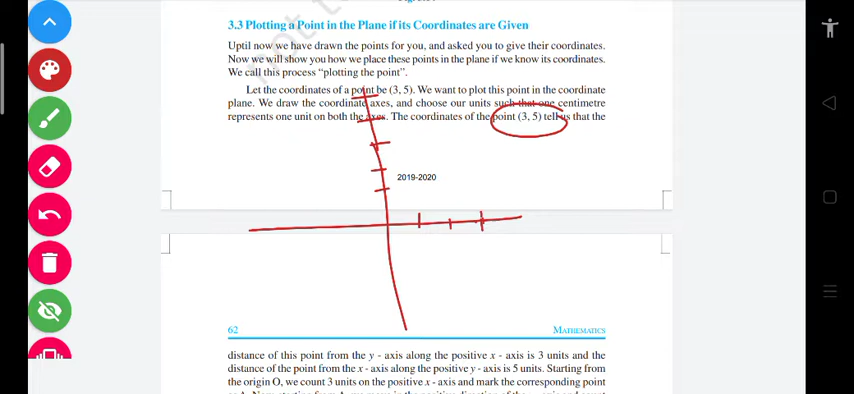 3.3 Plotting a Point in the Plane if its Coordinates are Given
Uptil now we have drawn the points for you, and asked you to give their coordinates.
Now we will show you how we place these points in the plane if we know its coordinates.
We call this process “plotting the point”.
Let the coordinates of a point be (3, 5). We want to plot this point in the coordinate
plane. We draw the coordinate axes, and choose our units such that one centimetre
represents one unit on both the axes. The coordinates of the point (3, 5) tell us that the
2019-2020
62 MATHEMATICS
distance of this point from the y - axis along the positive x - axis is 3 units and the
distance of the point from the x - axis along the positive y - axis is 5 units. Starting from
the origin O, we count 3 units on the positive x - axis and mark the corresponding point